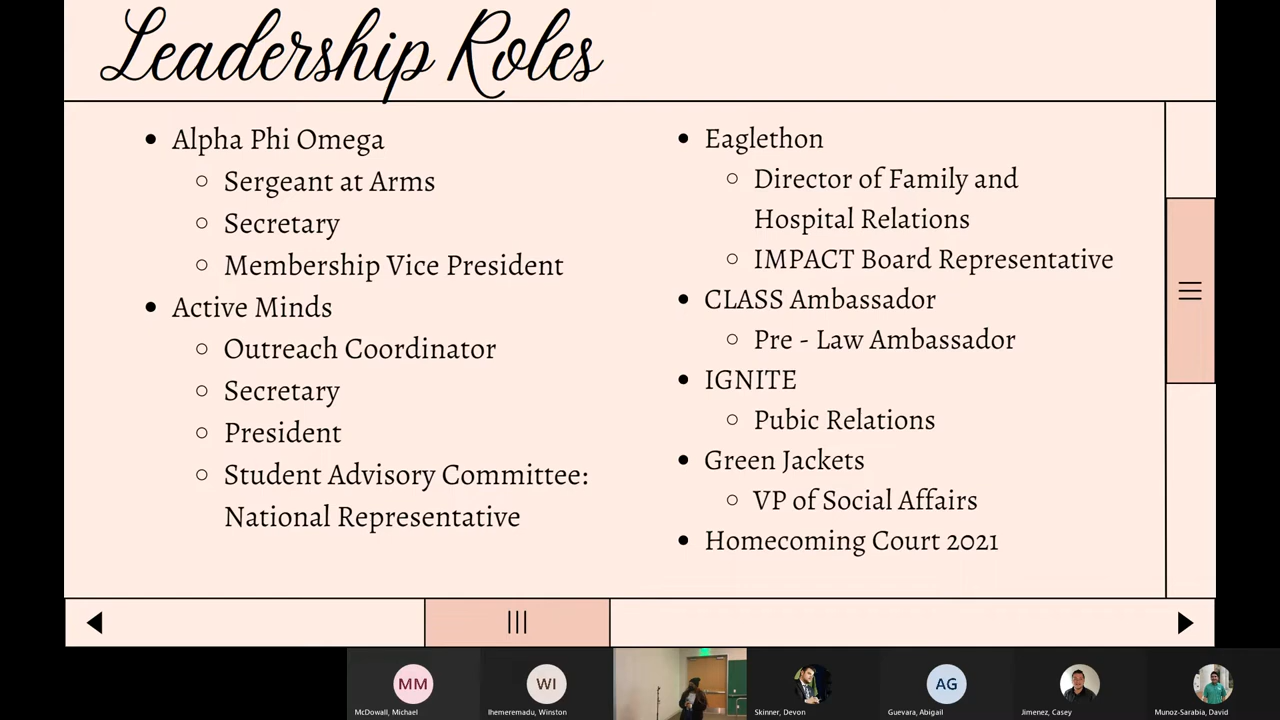 Leadership Roles
Alpha Phi Omega
Sergeant at Arms
Secretary
Membership Vice President
Active Minds
Outreach Coordinator
Secretary
President
Student Advisory Committee:
National Representative
Eaglethon
Director of Family and
Hospital Relations
IMPACT Board Representative
CLASS Ambassador
Pre - Law Ambassador
IGNITE
Pubic Relations
Green Jackets
VP of Social Affairs
Homecoming Court 2021
MM
WI
AG
McDowall, Michael
Ihemeremadu, Winston
Skinner, Devon
Guevara, Abigail
Jimenez, Casey
Munoz-Sarabia, David